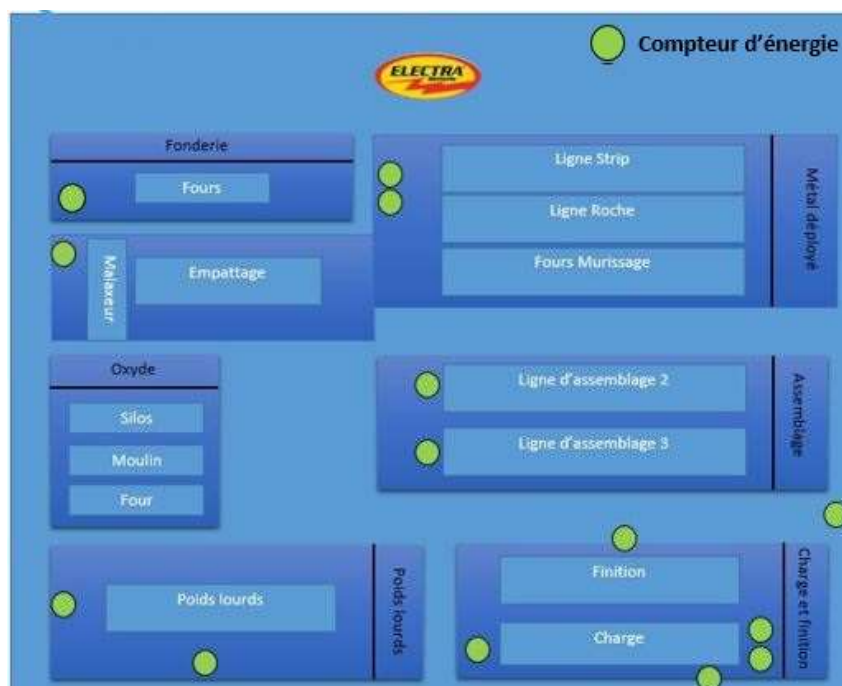 Compteur d'énergie
ELECTRA
Fonderie
Fours
Ligne Strip
Ligne Roche
Fours Murissage
Métal déployé
Malaxeur
Empattage
Oxyde
Silos
Moulin
Four
Ligne d'assemblage 2
Ligne d'assemblage 3
Assemblage
Poids lourds
Poids lourds
Finition
Charge
Charge et finition